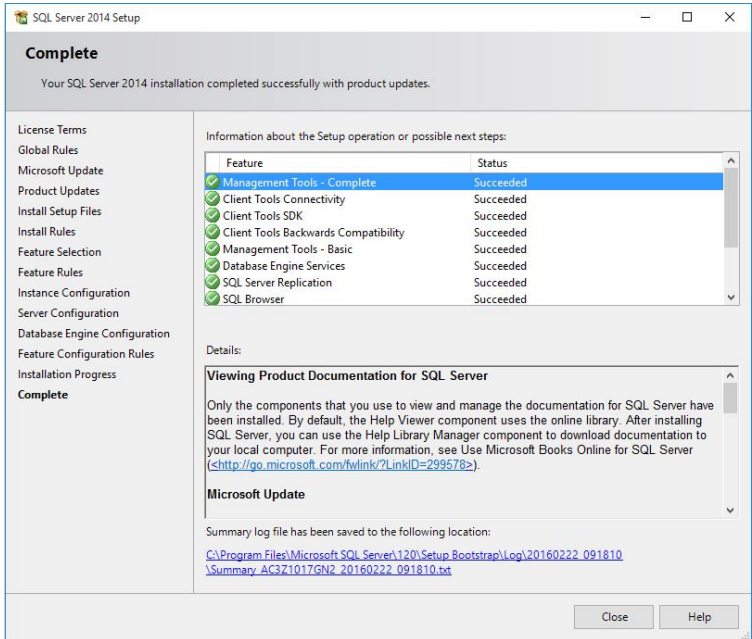 SQL Server 2014 Setup
Complete
Your SQL Server 2014 installation completed successfully with product updates.
License Terms
Global Rules
Microsoft Update
Product Updates
Install Setup Files
Install Rules
Feature Selection
Feature Rules
Instance Configuration
Server Configuration
Database Engine Configuration
Feature Configuration Rules
Installation Progress
Complete
Information about the Setup operation or possible next steps:
Feature Status
Management Tools - Complete Succeeded
Client Tools Connectivity Succeeded
Client Tools SDK Succeeded
Client Tools Backwards Compatibility Succeeded
Management Tools - Basic Succeeded
Database Engine Services Succeeded
SQL Server Replication Succeeded
SQL Browser Succeeded
Details:
Viewing Product Documentation for SQL Server
Only the components that you use to view and manage the documentation for SQL Server have
been installed. By default, the Help Viewer component uses the online library. After installing
SQL Server, you can use the Help Library Manager component to download documentation to
your local computer. For more information, see Use Microsoft Books Online for SQL Server
(<http://go.microsoft.com/fwlink/?LinkID=299578>).
Microsoft Update
Summary log file has been saved to the following location:
C:\Program Files\Microsoft SQL Server\120\Setup Bootstrap\Log\20160222_091810
\Summary_AC3Z1017GN2_20160222_091810.txt
Close
Help